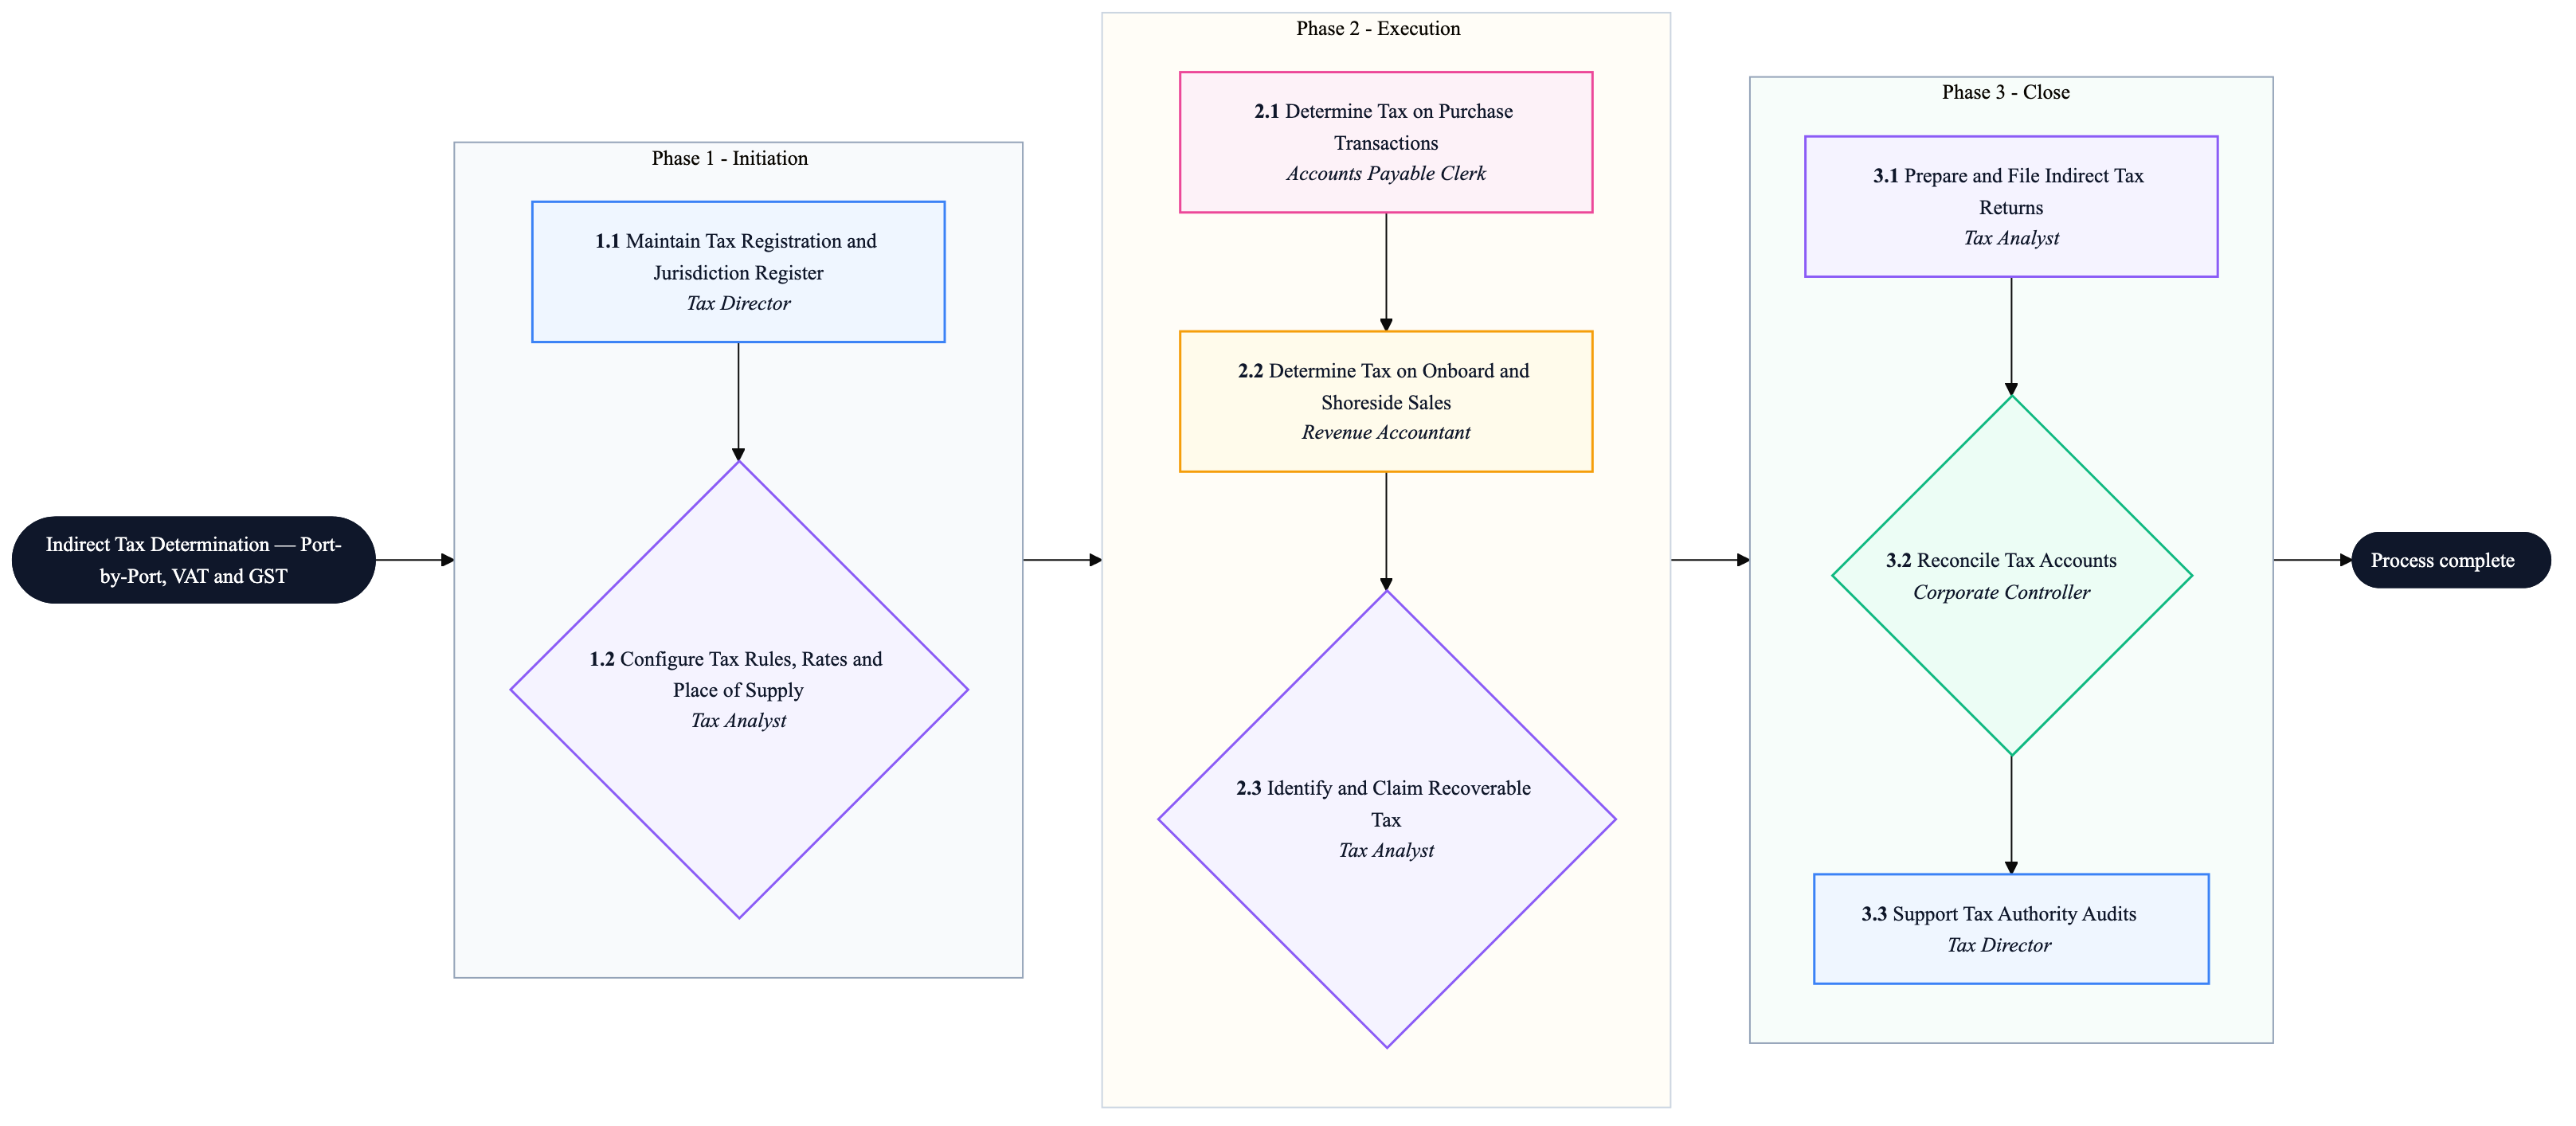 Indirect Tax Determination — Port-
by-Port, VAT and GST
Phase 1 - Initiation
1.1 Maintain Tax Registration and
Jurisdiction Register
Tax Director
1.2 Configure Tax Rules, Rates and
Place of Supply
Tax Analyst
Phase 2 - Execution
2.1 Determine Tax on Purchase
Transactions
Accounts Payable Clerk
2.2 Determine Tax on Onboard and
Shoreside Sales
Revenue Accountant
2.3 Identify and Claim Recoverable
Tax
Tax Analyst
Phase 3 - Close
3.1 Prepare and File Indirect Tax
Returns
Tax Analyst
3.2 Reconcile Tax Accounts
Corporate Controller
3.3 Support Tax Authority Audits
Tax Director
Process complete